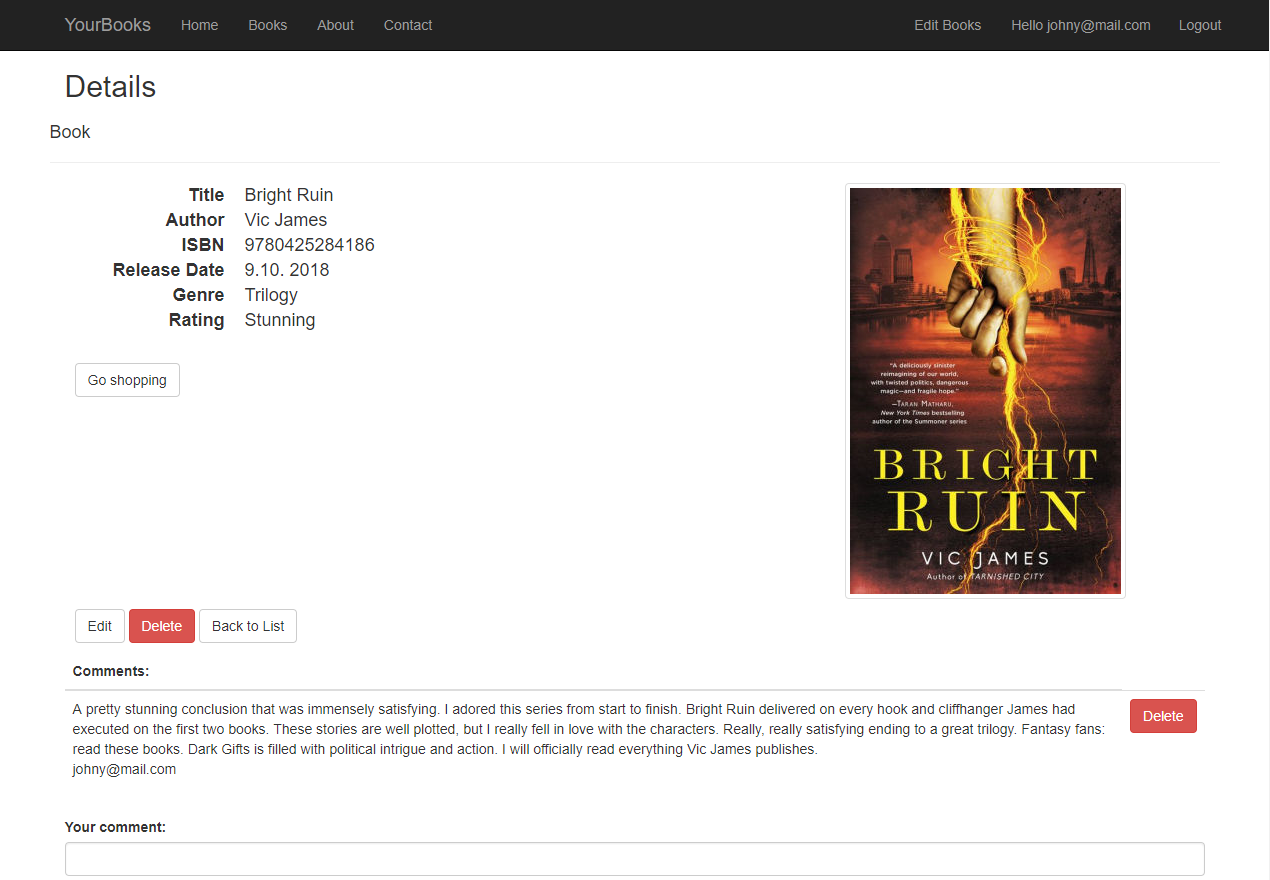 YourBooks Home Books About Contact Edit Books Hello johny@mail.com Logout
Details
Book
Title Bright Ruin
Author Vic James
ISBN 9780425284186
Release Date 9.10. 2018
Genre Trilogy
Rating Stunning
Go shopping
"A deliciously sinister
reimagining of our world,
with twisted politics, dangerous
magic—and fragile hope."
—Taran Matharu,
New York Times bestselling
author of the Summoner series
BRIGHT
RUIN
VIC JAMES
Author of TARNISHED CITY
Edit Delete Back to List
Comments:
A pretty stunning conclusion that was immensely satisfying. I adored this series from start to finish. Bright Ruin delivered on every hook and cliffhanger James had
executed on the first two books. These stories are well plotted, but I really fell in love with the characters. Really, really satisfying ending to a great trilogy. Fantasy fans:
read these books. Dark Gifts is filled with political intrigue and action. I will officially read everything Vic James publishes.
johny@mail.com
Delete
Your comment: